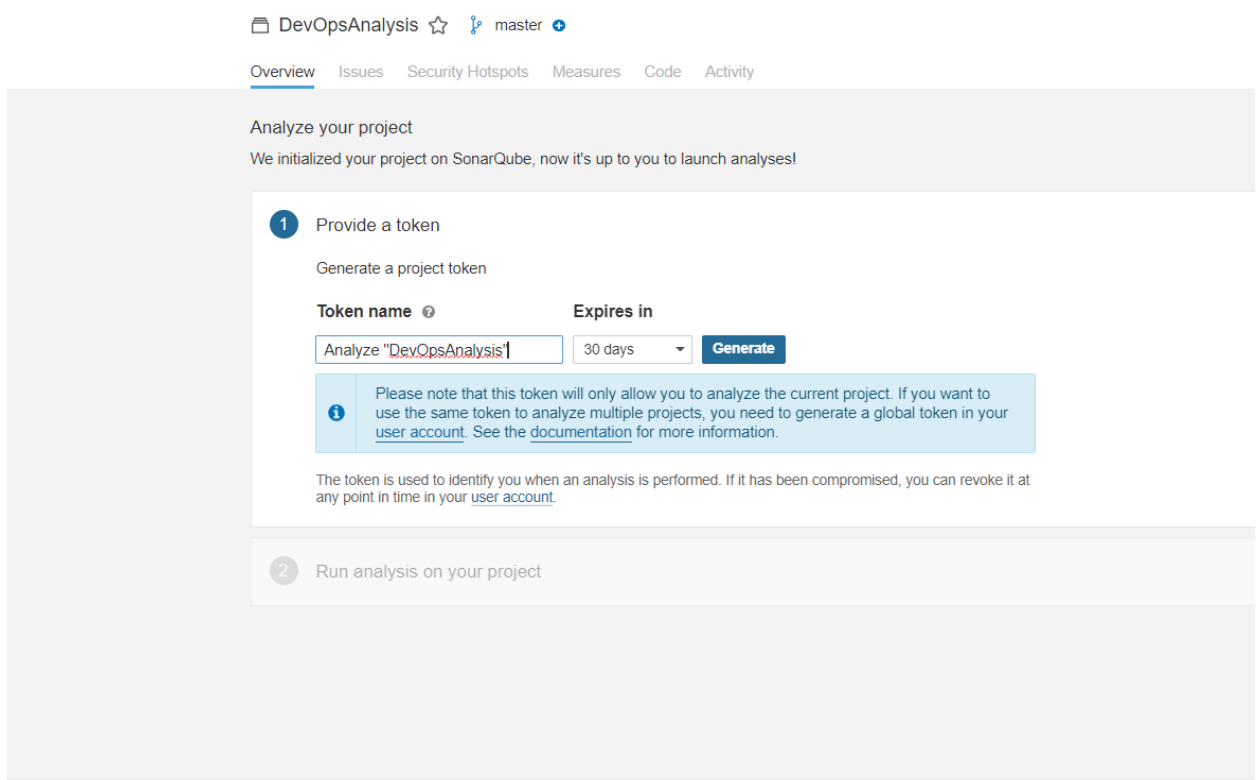 DevOpsAnalysis master
Overview Issues Security Hotspots Measures Code Activity
Analyze your project
We initialized your project on SonarQube, now it's up to you to launch analyses!
1 Provide a token
Generate a project token
Token name Expires in
Analyze "DevOpsAnalysis" 30 days Generate
Please note that this token will only allow you to analyze the current project. If you want to
use the same token to analyze multiple projects, you need to generate a global token in your
user account. See the documentation for more information.
The token is used to identify you when an analysis is performed. If it has been compromised, you can revoke it at
any point in time in your user account.
2 Run analysis on your project